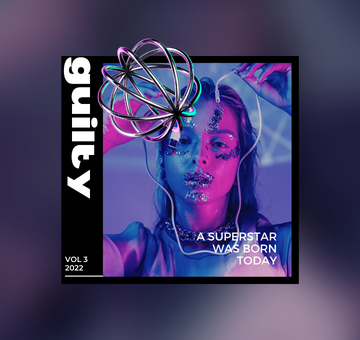 guilty
VOL 3
2022
A SUPERSTAR
WAS BORN
TODAY